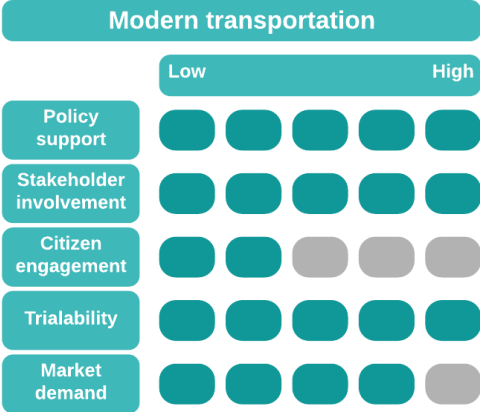 Modern transportation
Low High
Policy
support
Stakeholder
involvement
Citizen
engagement
Trialability
Market
demand